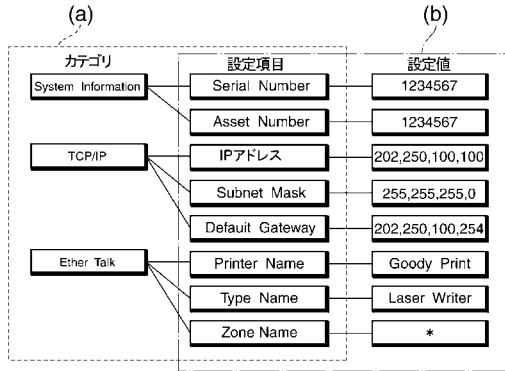 (a)
(b)
カテゴリ
設定項目
設定値
System Information
Serial Number
1234567
Asset Number
1234567
TCP/IP
IPアドレス
202,250,100,100
Subnet Mask
255,255,255,0
Default Gateway
202,250,100,254
Ether Talk
Printer Name
Goody Print
Type Name
Laser Writer
Zone Name
*